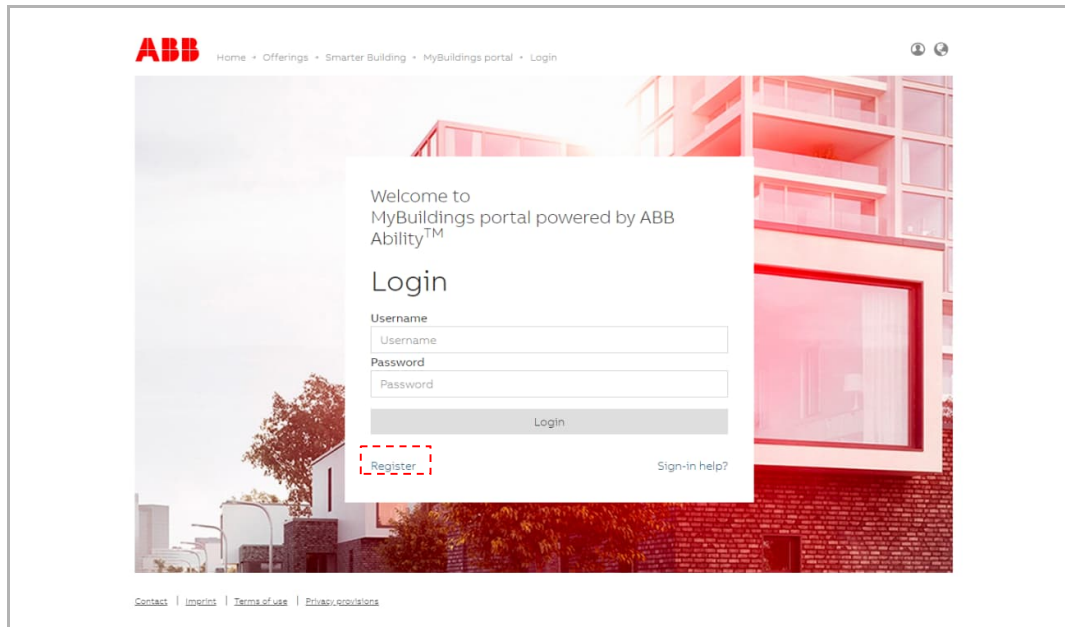 ABB
Home • Offerings • Smarter Building • MyBuildings portal • Login
Welcome to
MyBuildings portal powered by ABB
Ability™
Login
Username
Username
Password
Password
Login
Register
Sign-in help?
Contact | Imprint | Terms of use | Privacy provisions